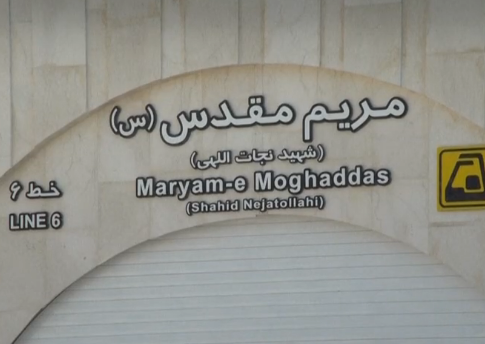 مریم مقدس (س)
(شهید نجات اللهی)
Maryam-e Moghaddas
(Shahid Nejatollahi)
خط ۶
LINE 6